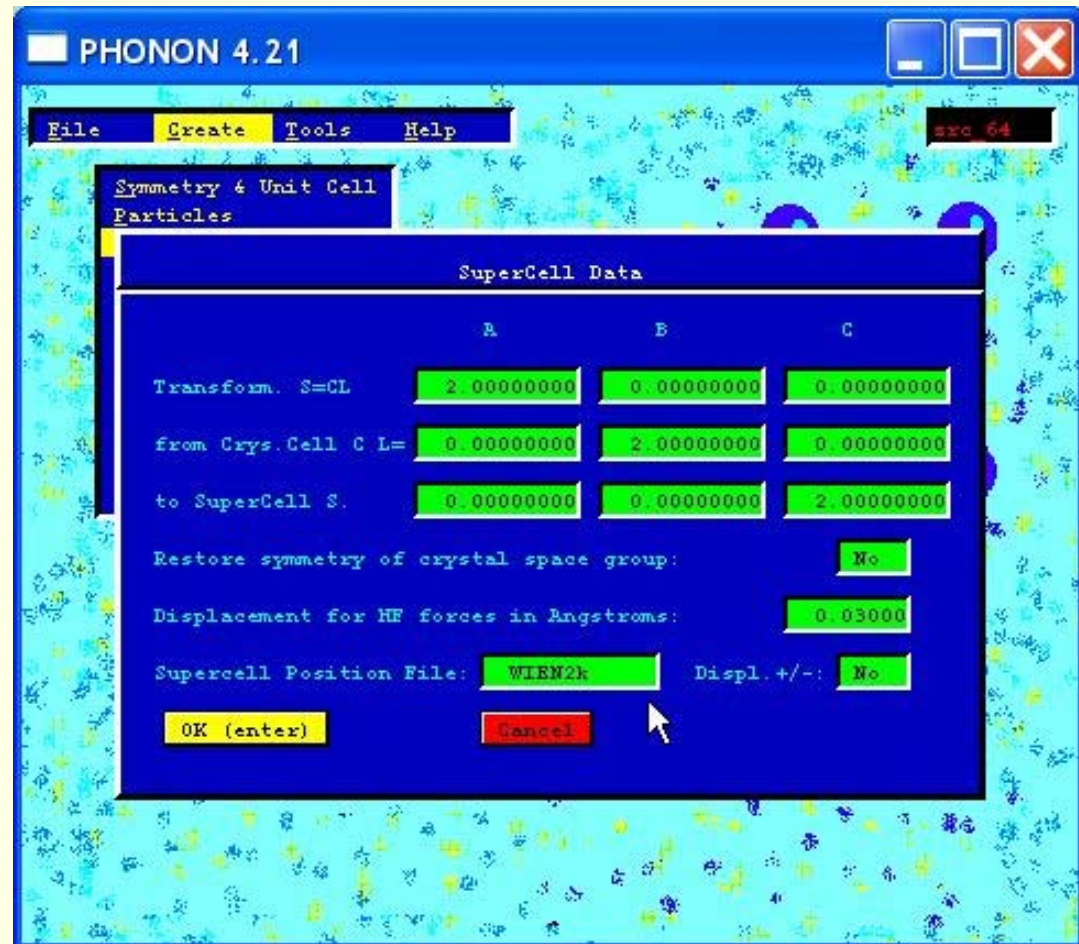 PHONON 4.21
File Create Tools Help src_64
Symmetry & Unit Cell
Particles
SuperCell Data
A B C
Transform. S=CL 2.00000000 0.00000000 0.00000000
from Crys.Cell C L= 0.00000000 2.00000000 0.00000000
to SuperCell S. 0.00000000 0.00000000 2.00000000
Restore symmetry of crystal space group: No
Displacement for HF forces in Angstroms: 0.03000
Supercell Position File: WIEN2k Displ.+/-: No
OK (enter) Cancel